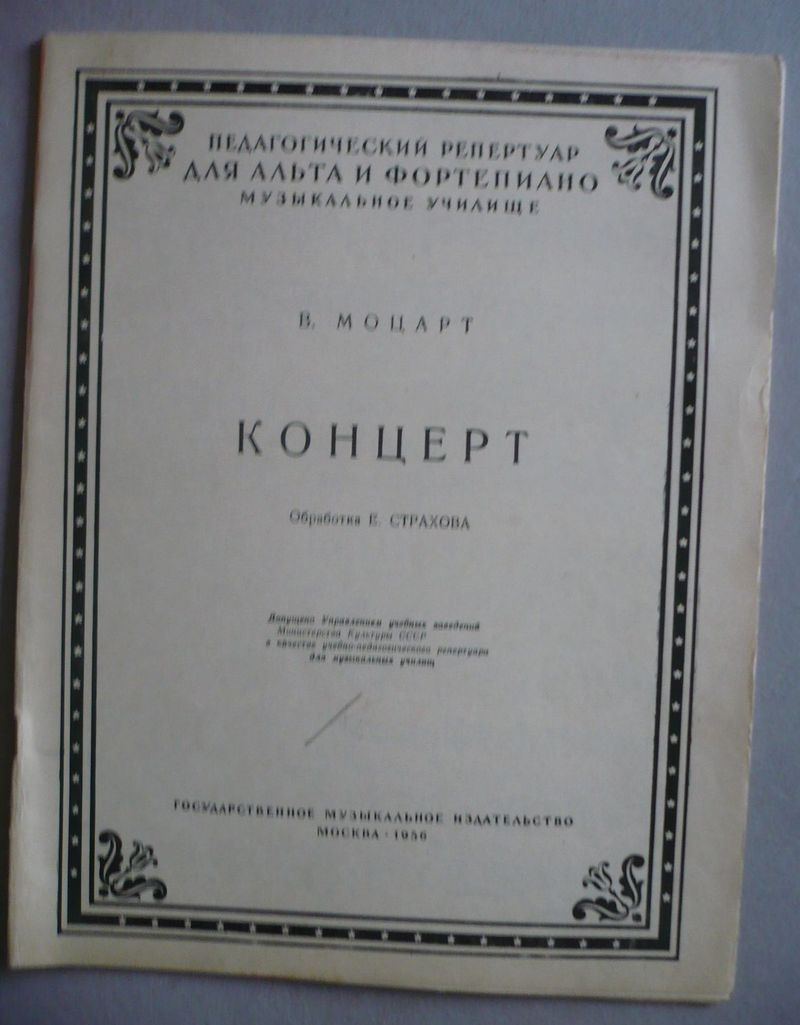 ПЕДАГОГИЧЕСКИЙ РЕПЕРТУАР
ДЛЯ АЛЬТА И ФОРТЕПИАНО
МУЗЫКАЛЬНОЕ УЧИЛИЩЕ
В. МОЦАРТ
КОНЦЕРТ
Обработка Е. СТРАХОВА
Допущено Управлением учебных заведений
Министерства Культуры СССР
в качестве учебно-педагогического репертуара
для музыкальных училищ
ГОСУДАРСТВЕННОЕ МУЗЫКАЛЬНОЕ ИЗДАТЕЛЬСТВО
МОСКВА · 1956